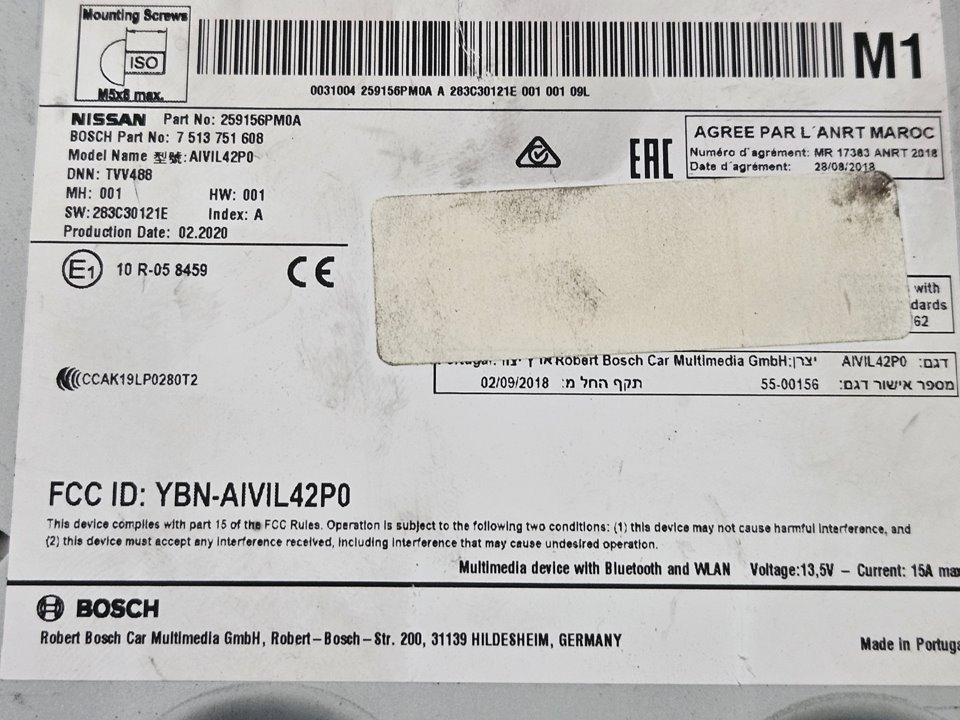 Mounting Screws
ISO
M5x8 max.
M1
0031004 259156PM0A A 283C30121E 001 001 09L
NISSAN Part No: 259156PM0A
BOSCH Part No: 7 513 751 608
Model Name 型號: AIVIL42P0
DNN: TVV488
MH: 001 HW: 001
SW: 283C30121E Index: A
Production Date: 02.2020
EAC
AGREE PAR L'ANRT MAROC
Numéro d'agrément: MR 17383 ANRT 2018
Date d'agrément: 28/08/2018
E1 10 R-05 8459
CE
with
dards
62
דגם: AIVIL42P0 יצרן: Robert Bosch Car Multimedia GmbH
מספר אישור דגם: 55-00156 תקף החל מ: 02/09/2018
CCAK19LP0280T2
FCC ID: YBN-AIVIL42P0
This device complies with part 15 of the FCC Rules. Operation is subject to the following two conditions: (1) this device may not cause harmful interference, and
(2) this device must accept any interference received, including interference that may cause undesired operation.
Multimedia device with Bluetooth and WLAN Voltage:13,5V – Current: 15A max
BOSCH
Robert Bosch Car Multimedia GmbH, Robert-Bosch-Str. 200, 31139 HILDESHEIM, GERMANY
Made in Portuga